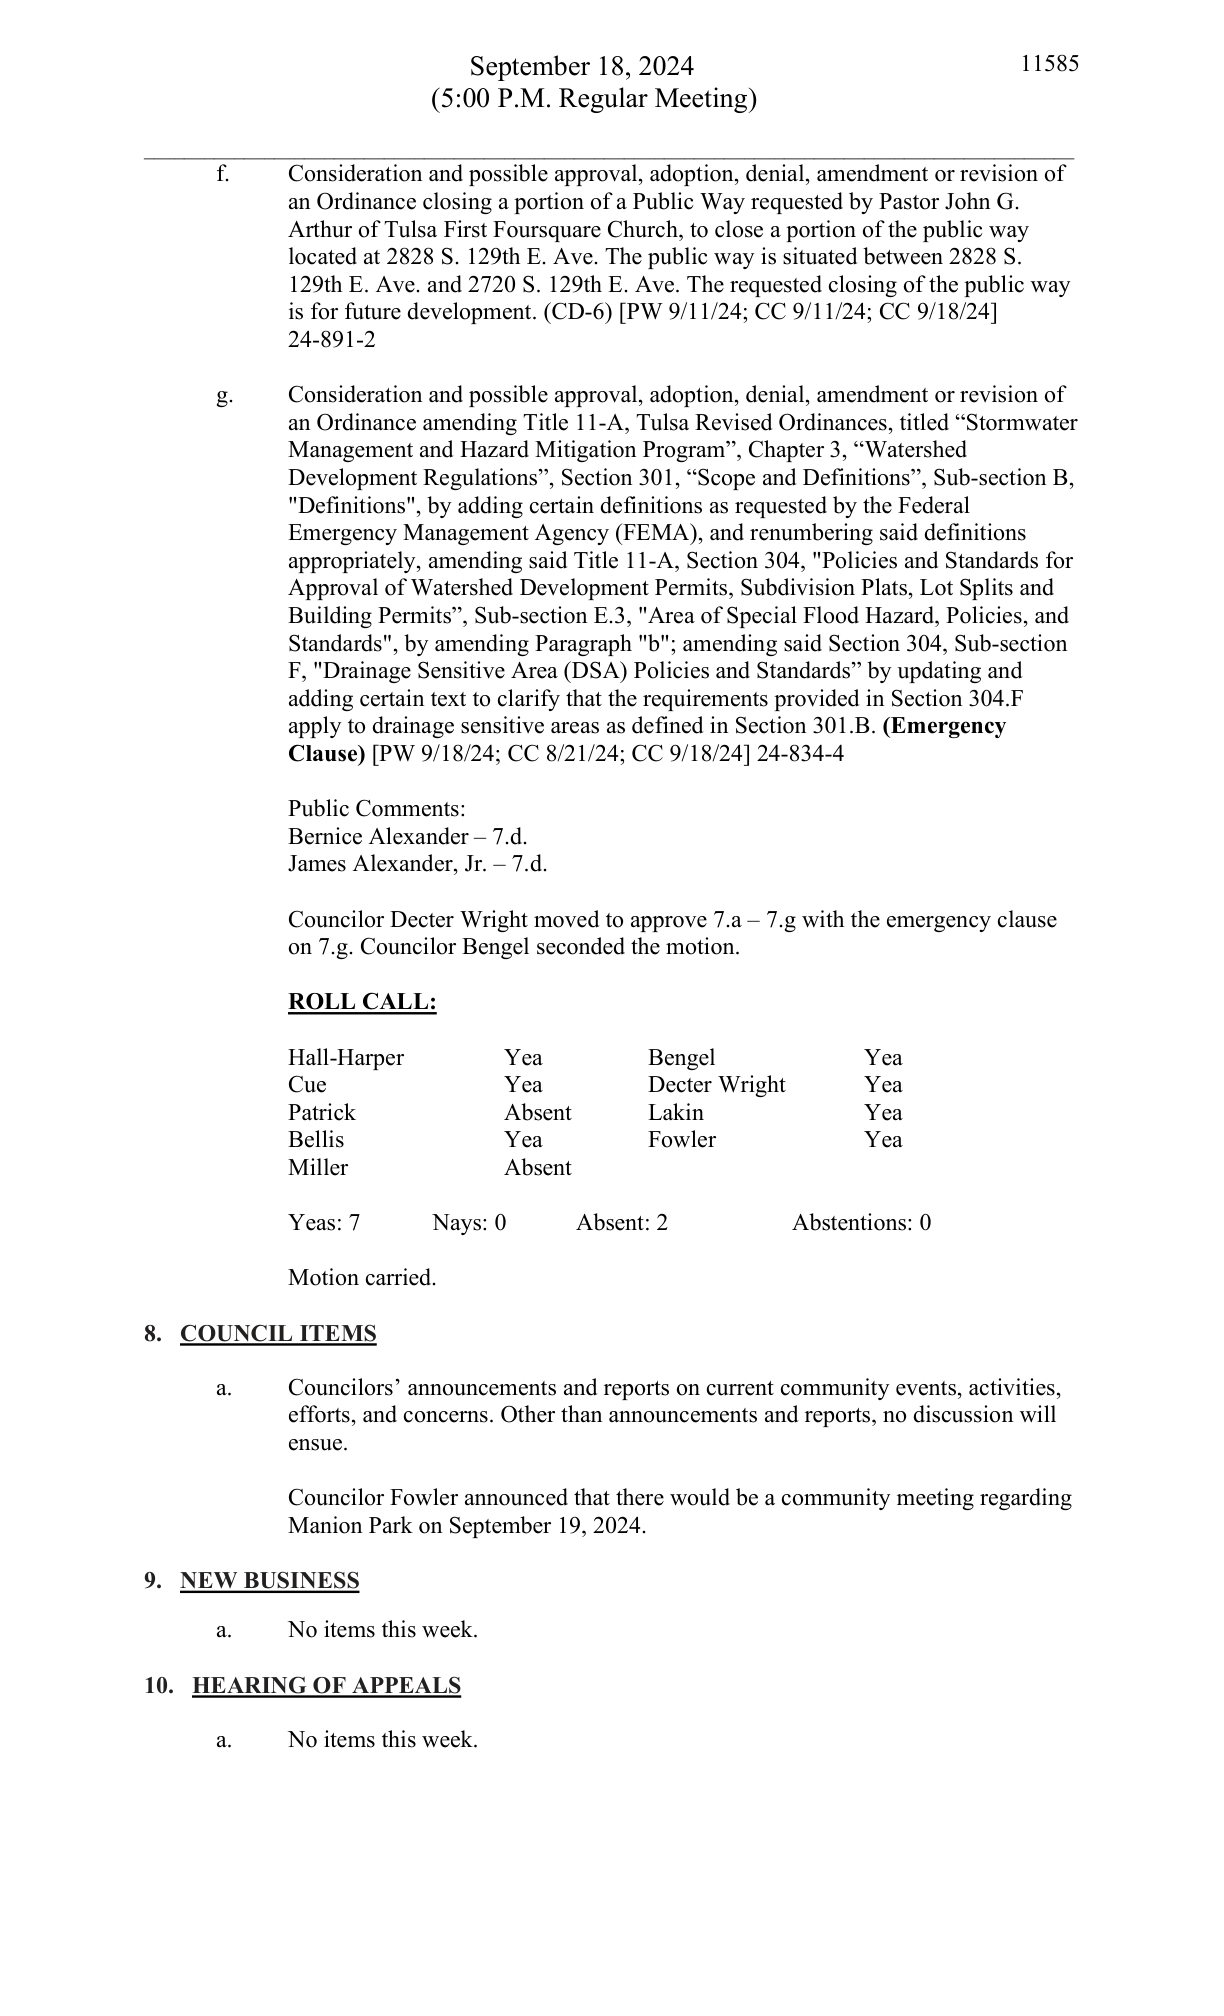 September 18, 2024
11585
(5:00 P.M. Regular Meeting)
f. Consideration and possible approval, adoption, denial, amendment or revision of
an Ordinance closing a portion of a Public Way requested by Pastor John G.
Arthur of Tulsa First Foursquare Church, to close a portion of the public way
located at 2828 S. 129th E. Ave. The public way is situated between 2828 S.
129th E. Ave. and 2720 S. 129th E. Ave. The requested closing of the public way
is for future development. (CD-6) [PW 9/11/24; CC 9/11/24; CC 9/18/24]
24-891-2
g. Consideration and possible approval, adoption, denial, amendment or revision of
an Ordinance amending Title 11-A, Tulsa Revised Ordinances, titled “Stormwater
Management and Hazard Mitigation Program”, Chapter 3, “Watershed
Development Regulations”, Section 301, “Scope and Definitions”, Sub-section B,
"Definitions", by adding certain definitions as requested by the Federal
Emergency Management Agency (FEMA), and renumbering said definitions
appropriately, amending said Title 11-A, Section 304, "Policies and Standards for
Approval of Watershed Development Permits, Subdivision Plats, Lot Splits and
Building Permits”, Sub-section E.3, "Area of Special Flood Hazard, Policies, and
Standards", by amending Paragraph "b"; amending said Section 304, Sub-section
F, "Drainage Sensitive Area (DSA) Policies and Standards” by updating and
adding certain text to clarify that the requirements provided in Section 304.F
apply to drainage sensitive areas as defined in Section 301.B. (Emergency
Clause) [PW 9/18/24; CC 8/21/24; CC 9/18/24] 24-834-4
Public Comments:
Bernice Alexander – 7.d.
James Alexander, Jr. – 7.d.
Councilor Decter Wright moved to approve 7.a – 7.g with the emergency clause
on 7.g. Councilor Bengel seconded the motion.
ROLL CALL:
Hall-Harper Yea Bengel Yea
Cue Yea Decter Wright Yea
Patrick Absent Lakin Yea
Bellis Yea Fowler Yea
Miller Absent
Yeas: 7 Nays: 0 Absent: 2 Abstentions: 0
Motion carried.
8. COUNCIL ITEMS
a. Councilors’ announcements and reports on current community events, activities,
efforts, and concerns. Other than announcements and reports, no discussion will
ensue.
Councilor Fowler announced that there would be a community meeting regarding
Manion Park on September 19, 2024.
9. NEW BUSINESS
a. No items this week.
10. HEARING OF APPEALS
a. No items this week.